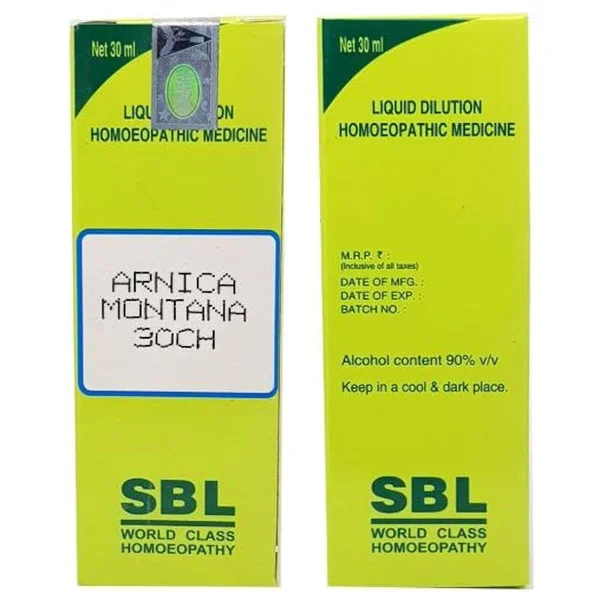 Net 30 ml
LIQU ON
HOMOEOPATHIC MEDICINE
ARNICA
MONTANA
30CH
SBL
WORLD CLASS
HOMOEOPATHY
Net 30 ml
LIQUID DILUTION
HOMOEOPATHIC MEDICINE
M.R.P. ₹ :
(Inclusive of all taxes)
DATE OF MFG. :
DATE OF EXP. :
BATCH NO. :
Alcohol content 90% v/v
Keep in a cool & dark place.
SBL
WORLD CLASS
HOMOEOPATHY